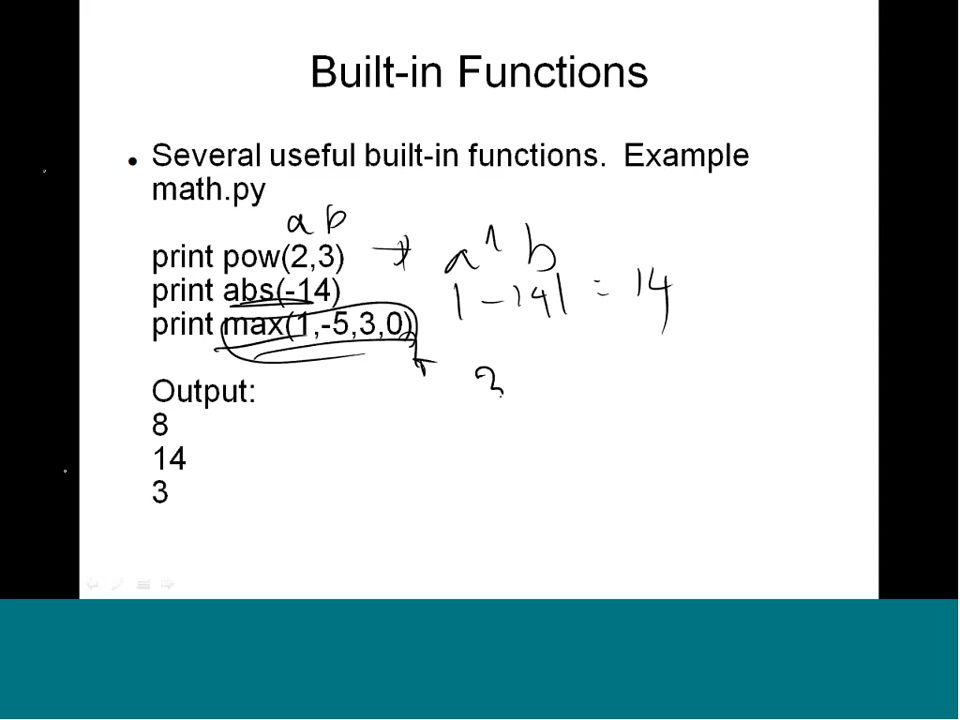 Built-in Functions
• Several useful built-in functions. Example
math.py
a b
print pow(2,3) → a ^ b
print abs(-14) |-14| = 14
print max(1,-5,3,0)
3
Output:
8
14
3